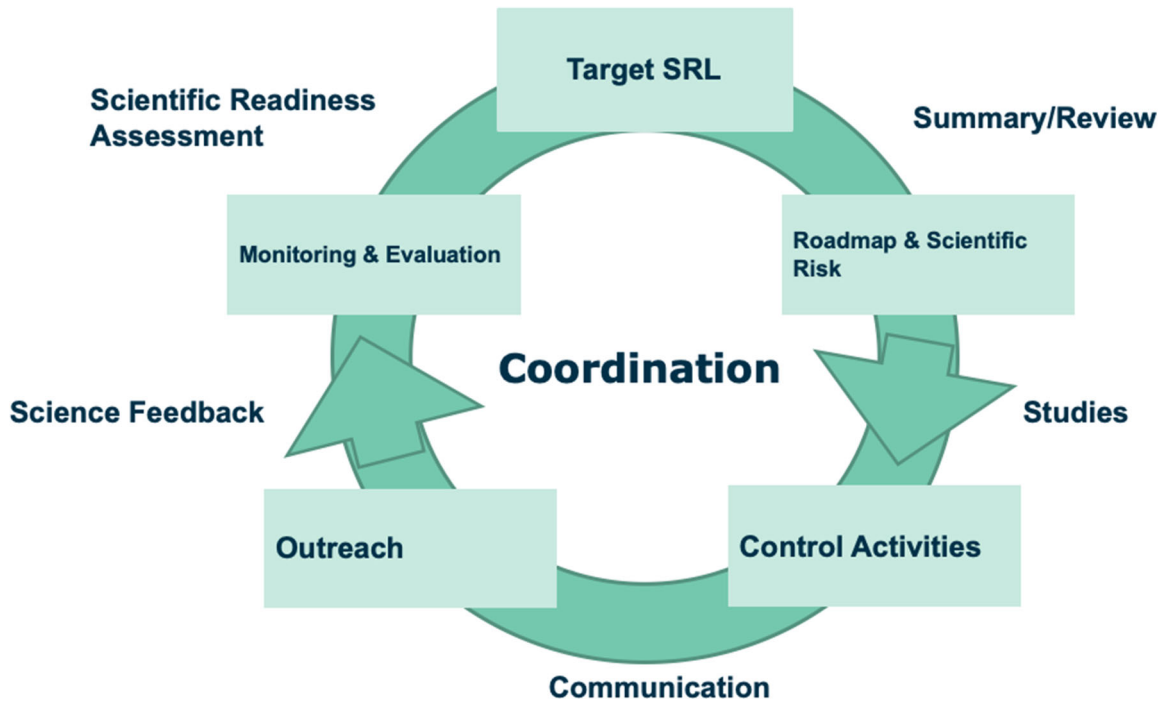 Target SRL
Scientific Readiness
Assessment
Summary/Review
Monitoring & Evaluation
Roadmap & Scientific
Risk
Coordination
Science Feedback
Studies
Outreach
Control Activities
Communication